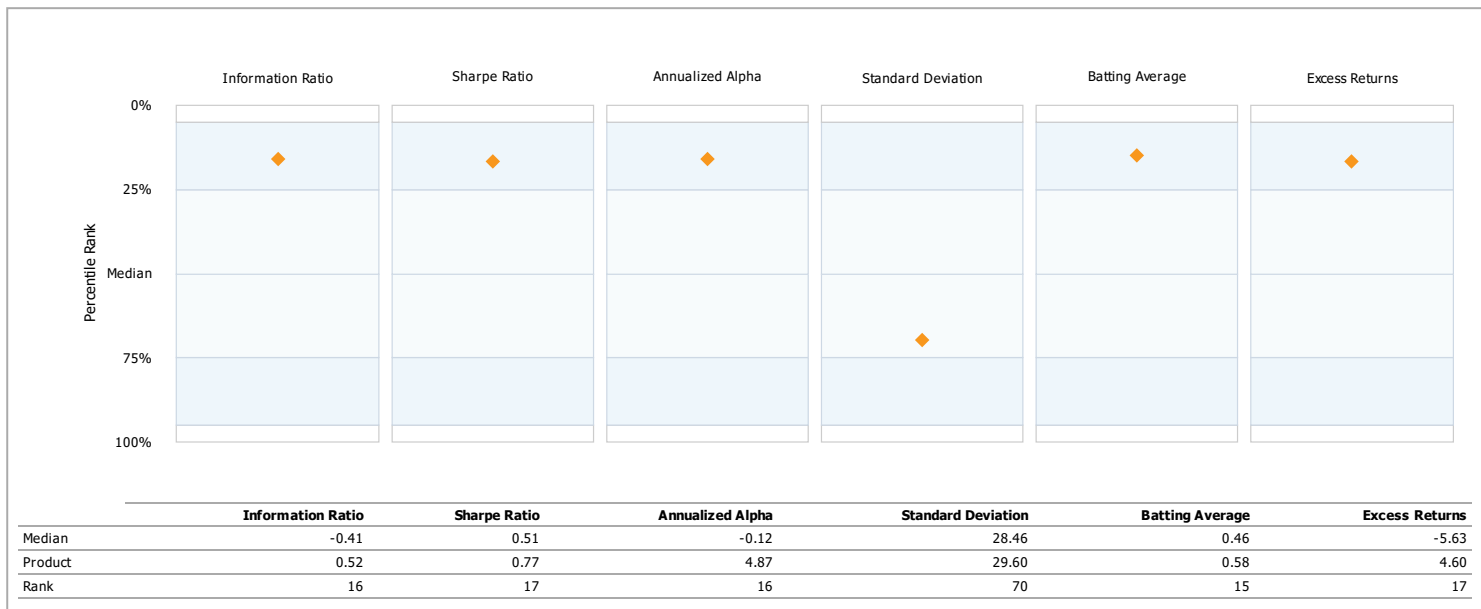 Information Ratio Sharpe Ratio Annualized Alpha Standard Deviation Batting Average Excess Returns
0%
25%
Median
75%
100%
Percentile Rank
Information Ratio Sharpe Ratio Annualized Alpha Standard Deviation Batting Average Excess Returns
Median -0.41 0.51 -0.12 28.46 0.46 -5.63
Product 0.52 0.77 4.87 29.60 0.58 4.60
Rank 16 17 16 70 15 17